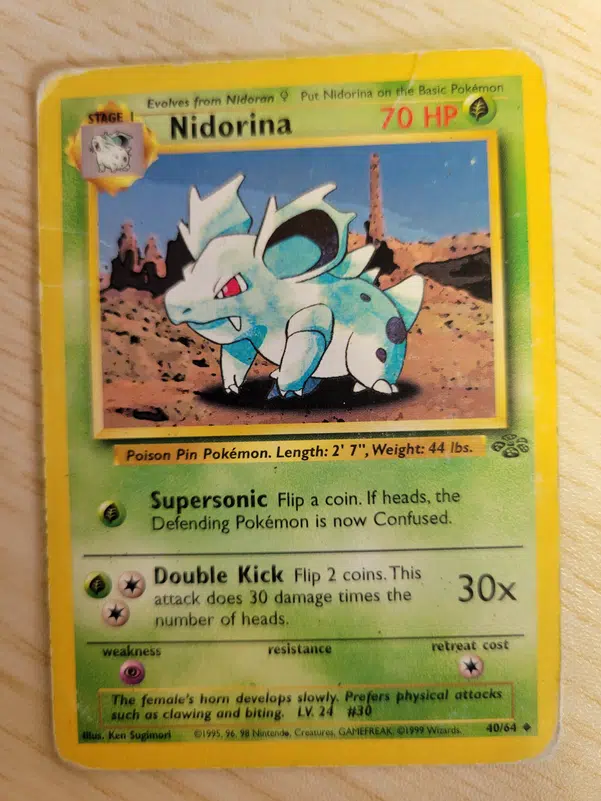 Evolves from Nidoran ♀ Put Nidorina on the Basic Pokémon
STAGE 1
Nidorina 70 HP
Poison Pin Pokémon. Length: 2' 7", Weight: 44 lbs.
Supersonic Flip a coin. If heads, the
Defending Pokémon is now Confused.
Double Kick Flip 2 coins. This
attack does 30 damage times the
number of heads.
30x
weakness resistance retreat cost
The female's horn develops slowly. Prefers physical attacks
such as clawing and biting. LV. 24 #30
Illus. Ken Sugimori ©1995, 96, 98 Nintendo, Creatures, GAMEFREAK. ©1999 Wizards. 40/64